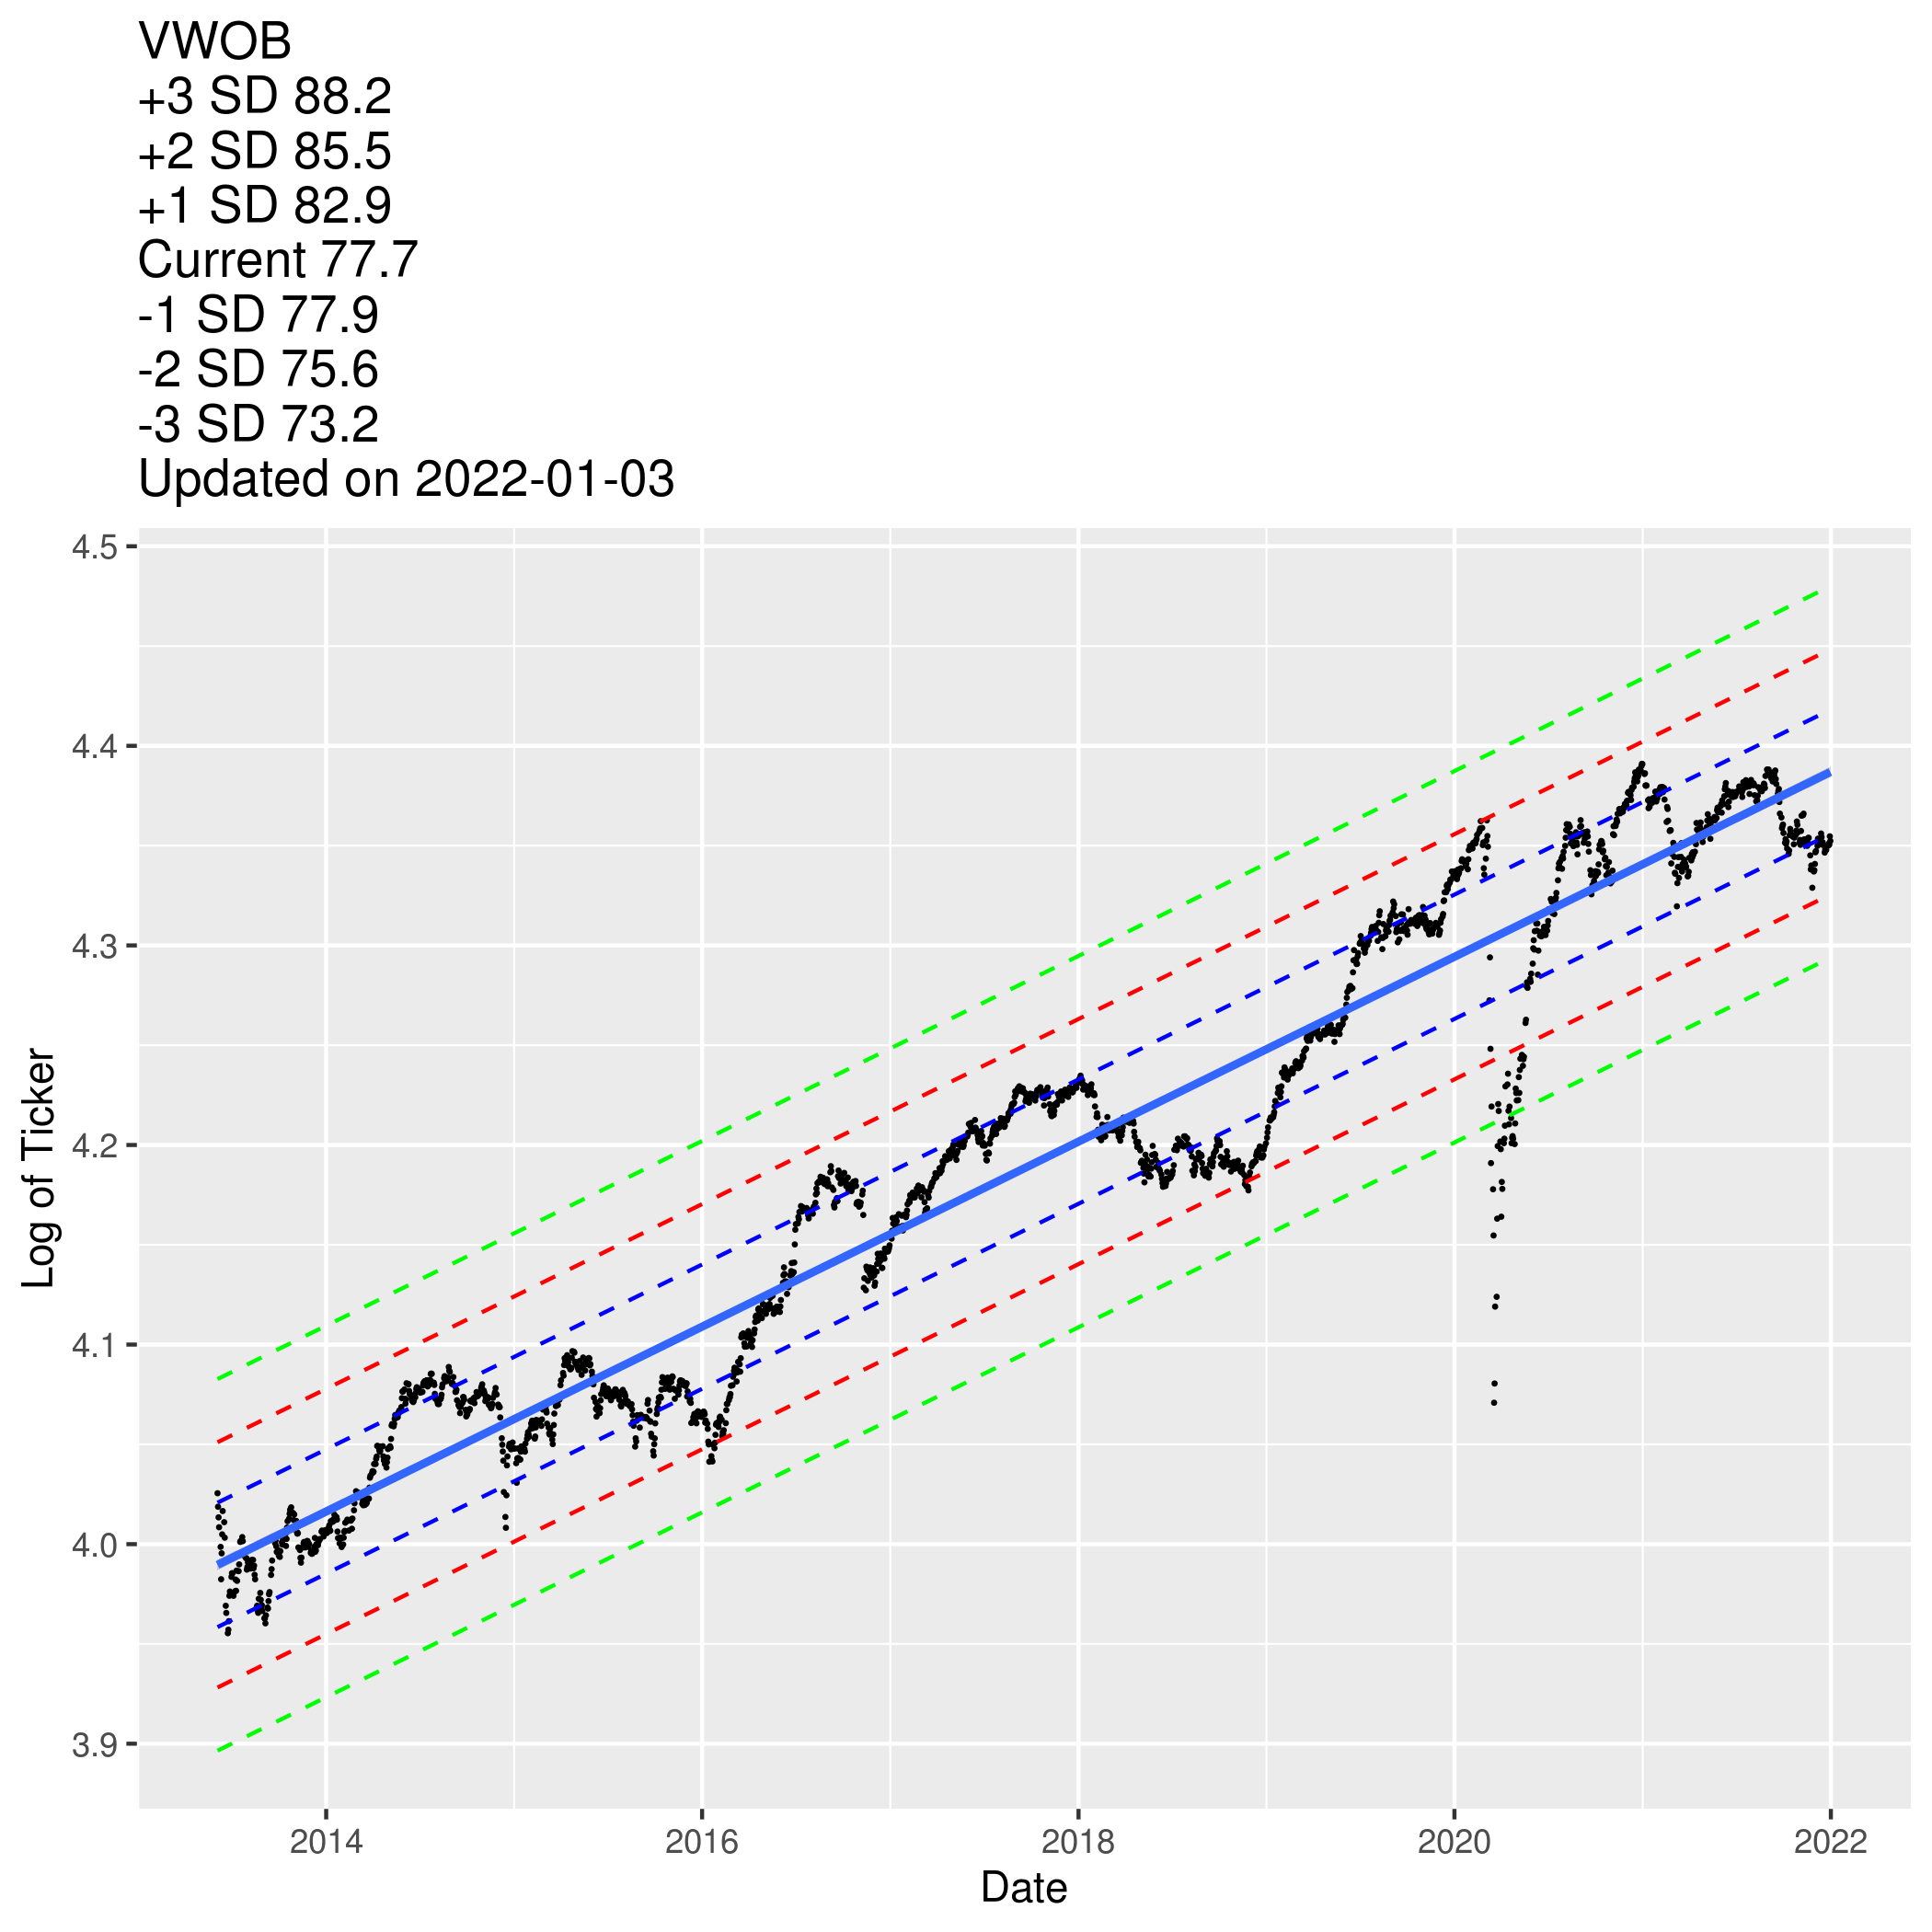 VWOB
+3 SD 88.2
+2 SD 85.5
+1 SD 82.9
Current 77.7
-1 SD 77.9
-2 SD 75.6
-3 SD 73.2
Updated on 2022-01-03
4.5
4.4
4.3
4.2
4.1
4.0
3.9
Log of Ticker
2014 2016 2018 2020 2022
Date